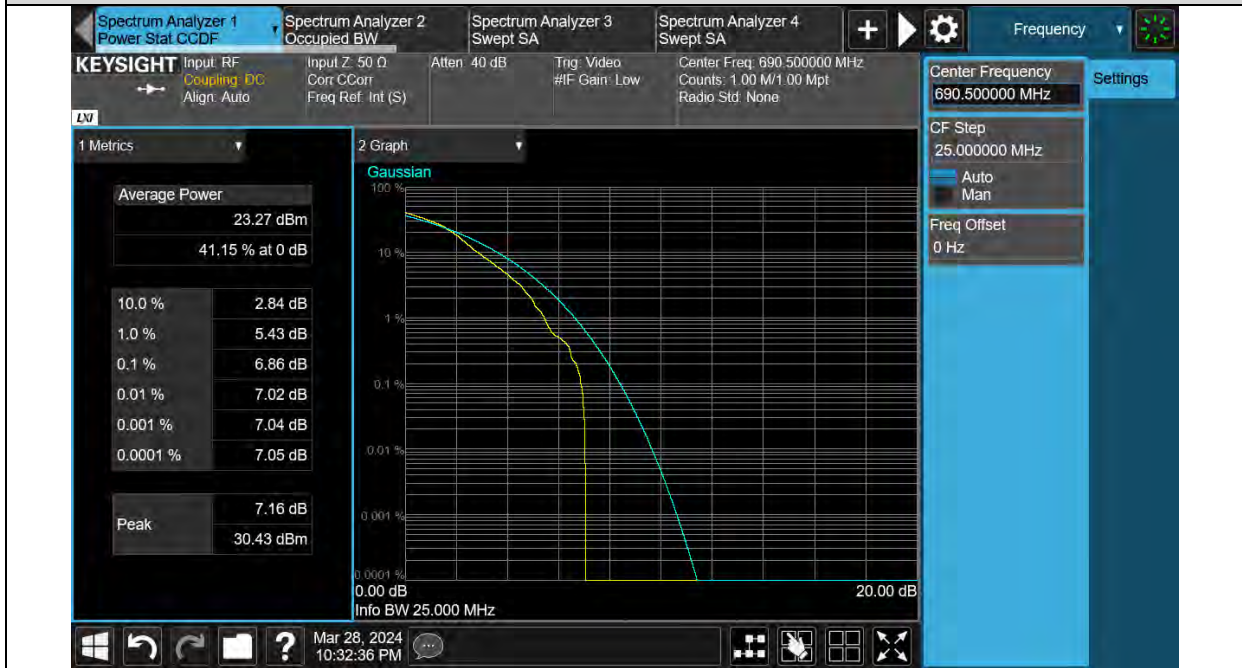 Spectrum Analyzer 1
Power Stat CCDF
Spectrum Analyzer 2
Occupied BW
Spectrum Analyzer 3
Swept SA
Spectrum Analyzer 4
Swept SA
+
Frequency
KEYSIGHT
LXI
Input: RF
Coupling: DC
Align: Auto
Input Z: 50 Ω
Corr CCorr
Freq Ref: Int (S)
Atten: 40 dB
Trig: Video
#IF Gain: Low
Center Freq: 690.500000 MHz
Counts: 1.00 M/1.00 Mpt
Radio Std: None
Center Frequency
690.500000 MHz
Settings
CF Step
25.000000 MHz
Auto
Man
Freq Offset
0 Hz
1 Metrics
Average Power
23.27 dBm
41.15 % at 0 dB
10.0 % 2.84 dB
1.0 % 5.43 dB
0.1 % 6.86 dB
0.01 % 7.02 dB
0.001 % 7.04 dB
0.0001 % 7.05 dB
Peak
7.16 dB
30.43 dBm
2 Graph
Gaussian
100 %
10 %
1 %
0.1 %
0.01 %
0.001 %
0.0001 %
0.00 dB
20.00 dB
Info BW 25.000 MHz
?
Mar 28, 2024
10:32:36 PM